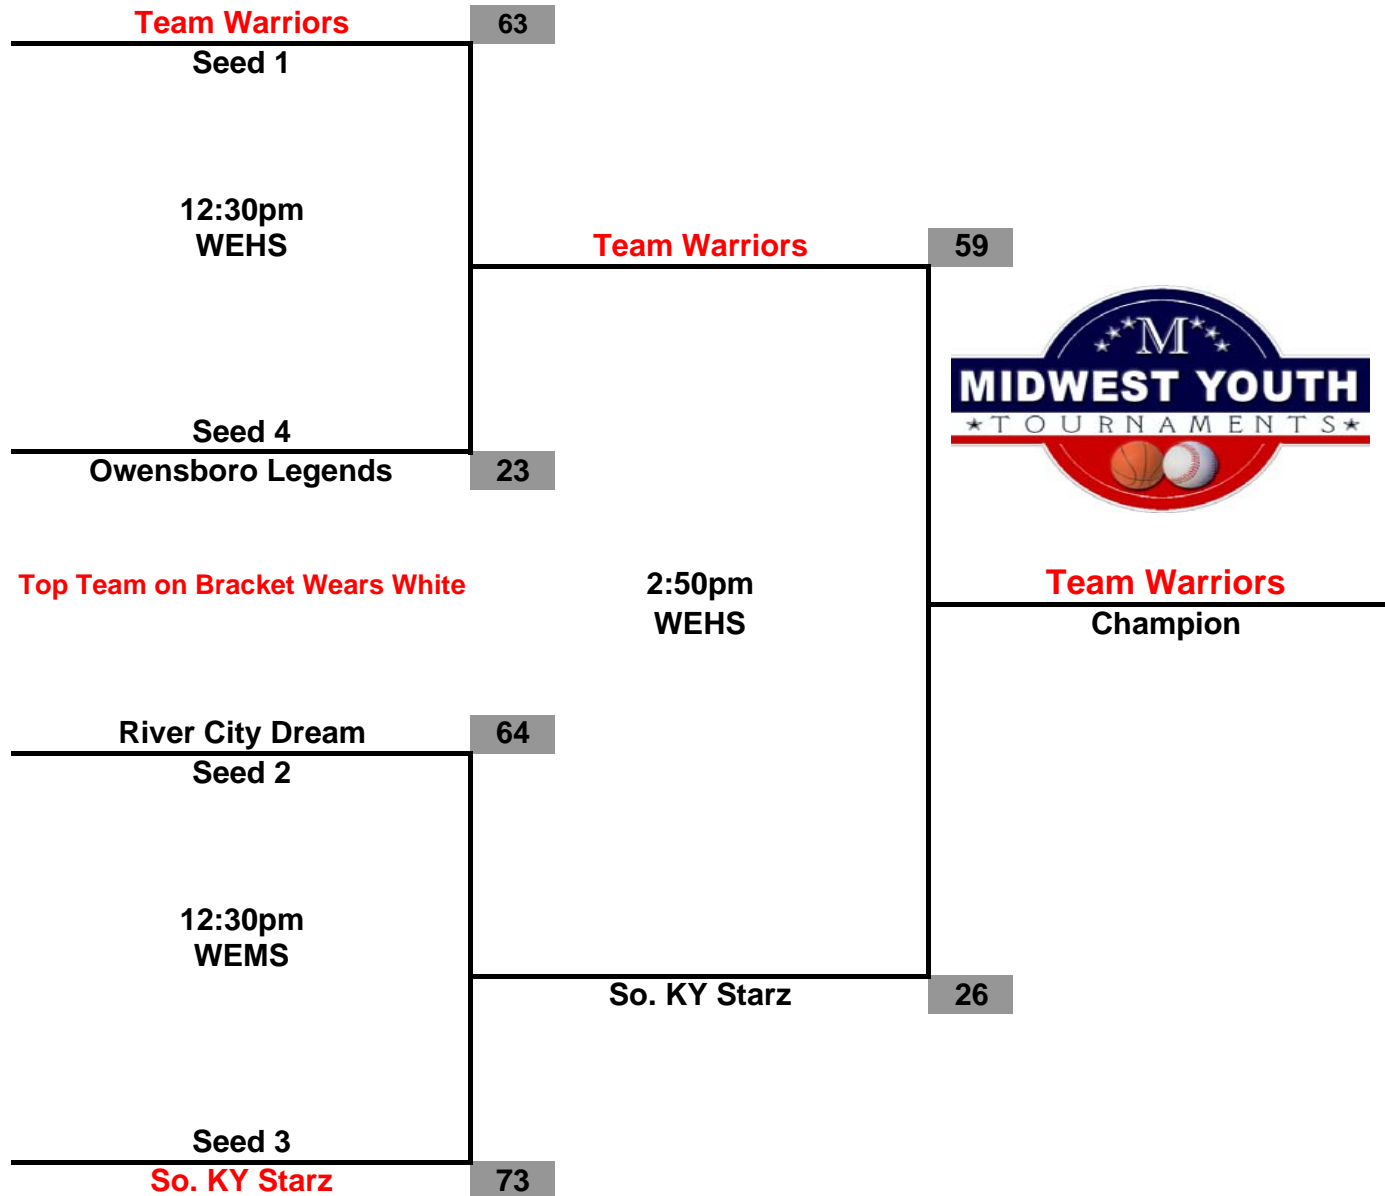 Team Warriors 63
Seed 1
12:30pm
WEHS
Team Warriors 59
M
MIDWEST YOUTH
TOURNAMENTS
Seed 4
Owensboro Legends 23
Top Team on Bracket Wears White
2:50pm
WEHS
Team Warriors
Champion
River City Dream 64
Seed 2
12:30pm
WEMS
So. KY Starz 26
Seed 3
So. KY Starz 73